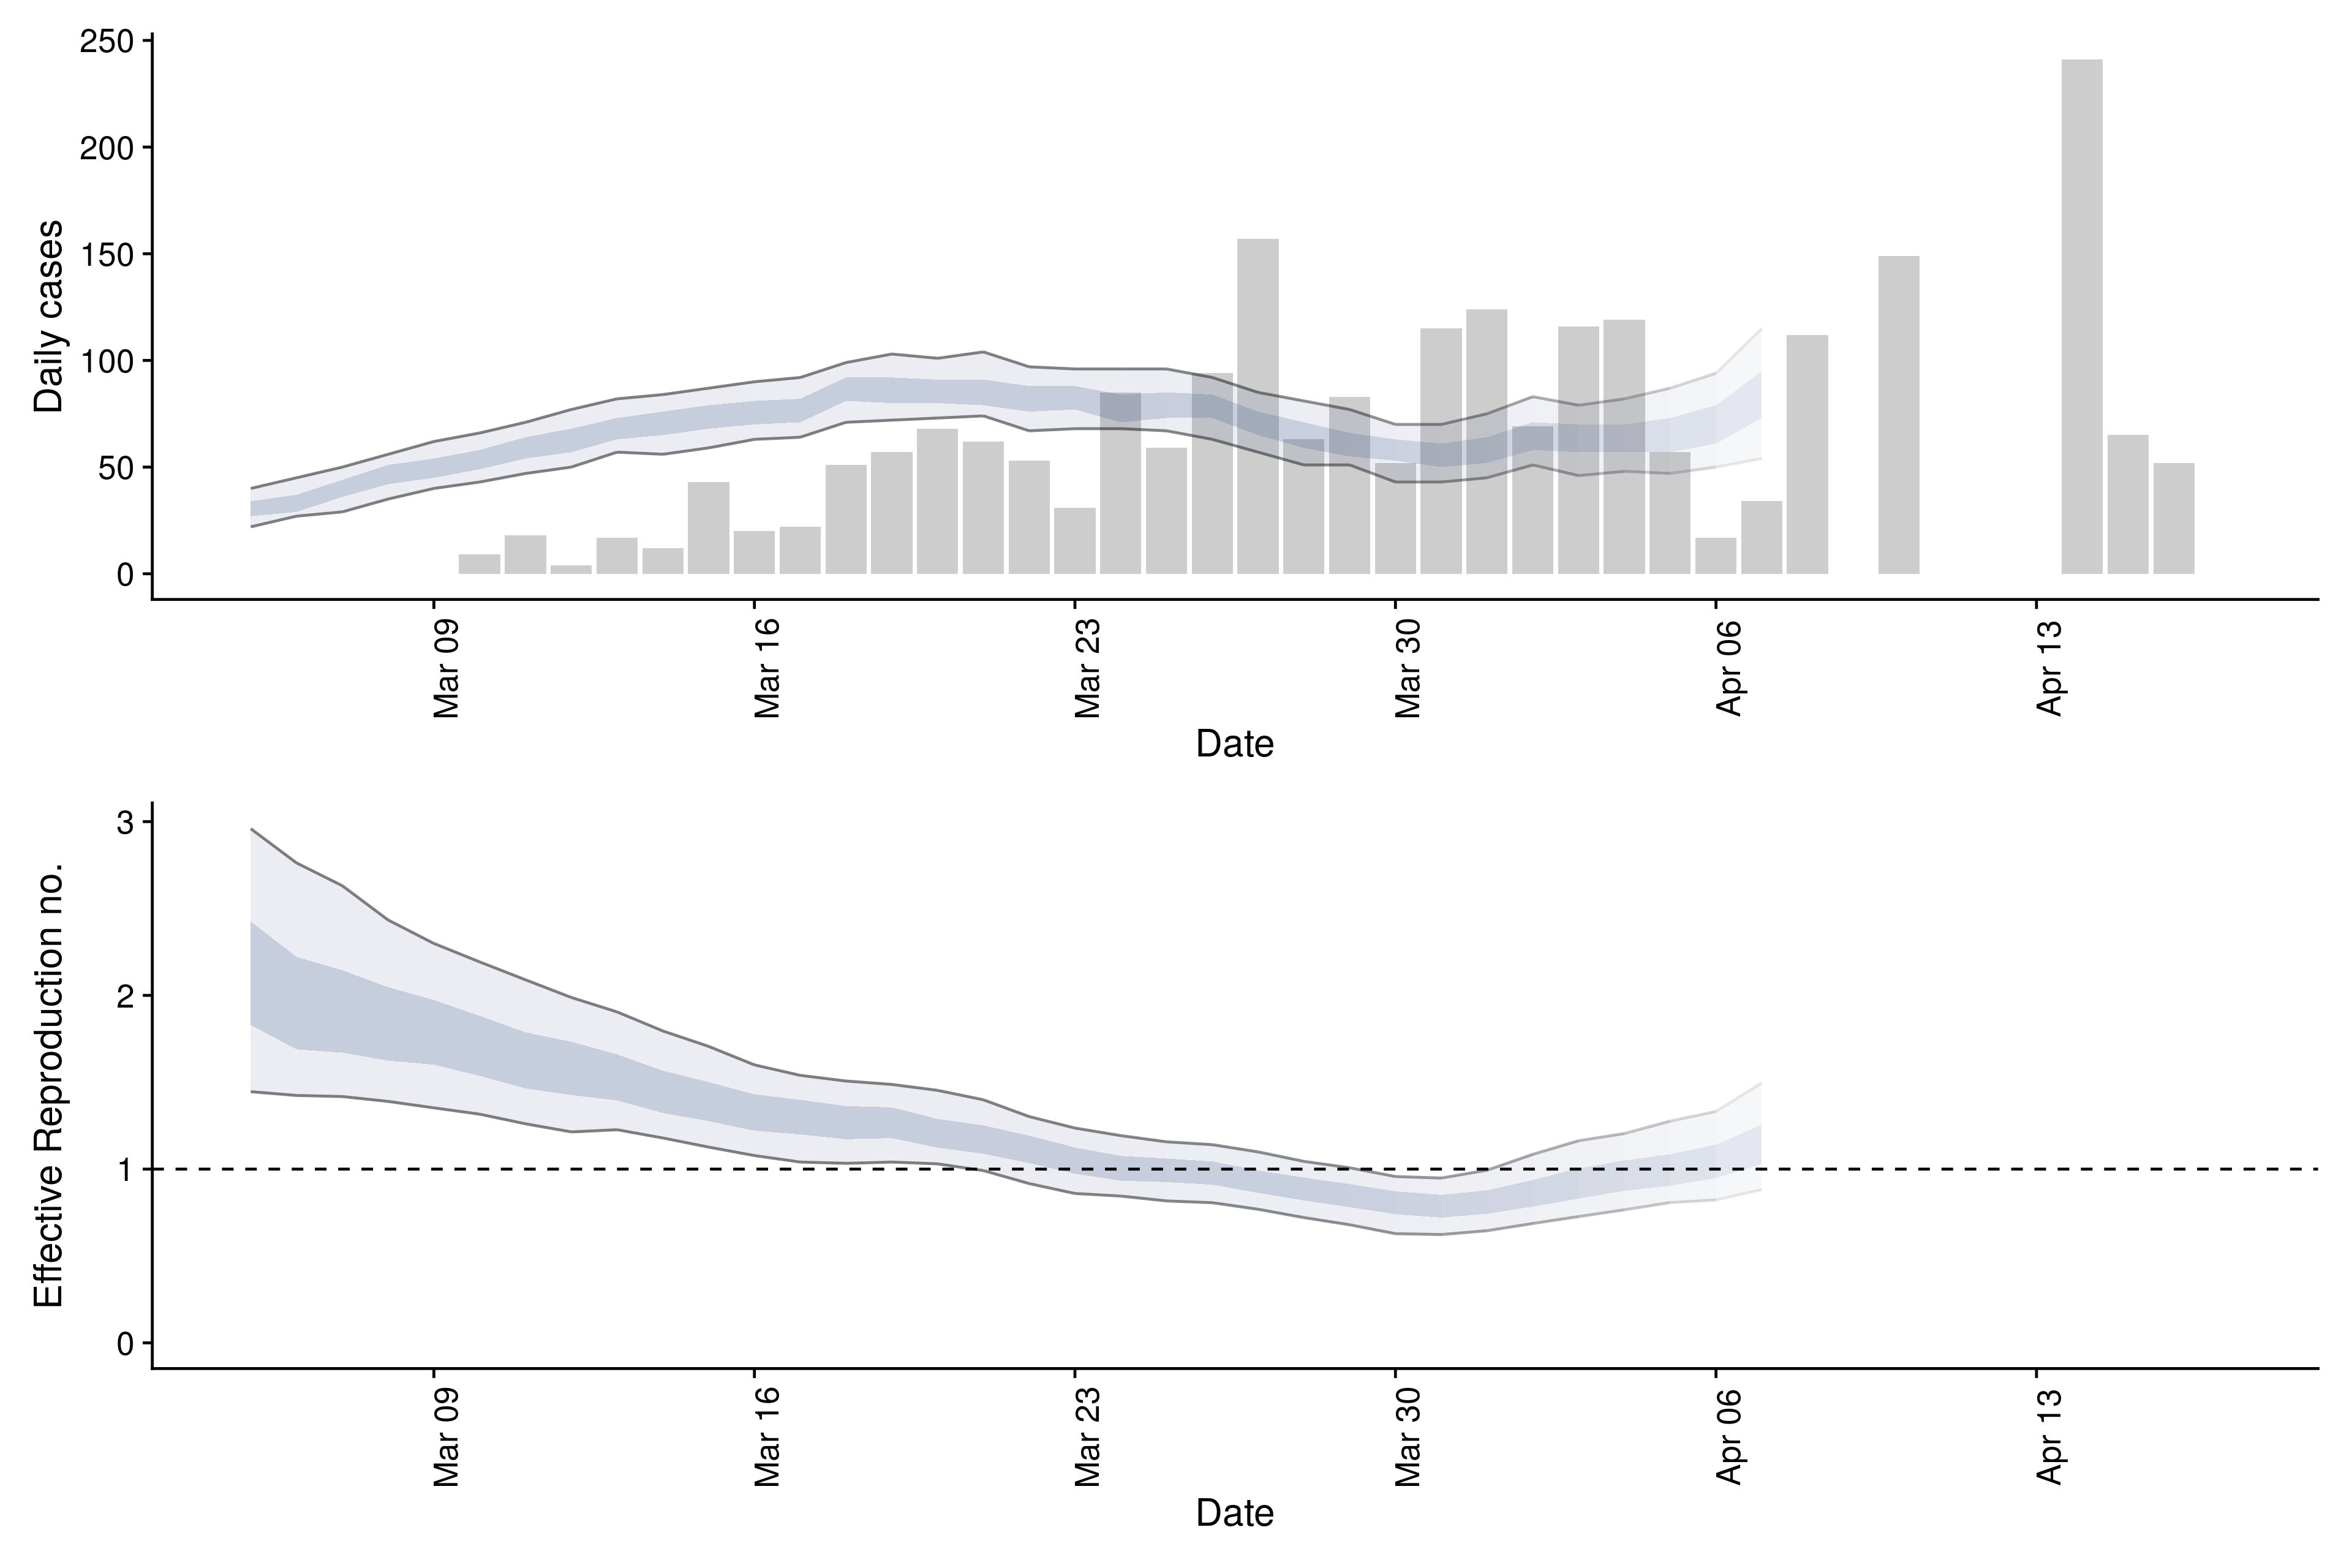 Daily cases
250
200
150
100
50
0
Mar 09
Mar 16
Mar 23
Mar 30
Apr 06
Apr 13
Date
Effective Reproduction no.
3
2
1
0
Mar 09
Mar 16
Mar 23
Mar 30
Apr 06
Apr 13
Date